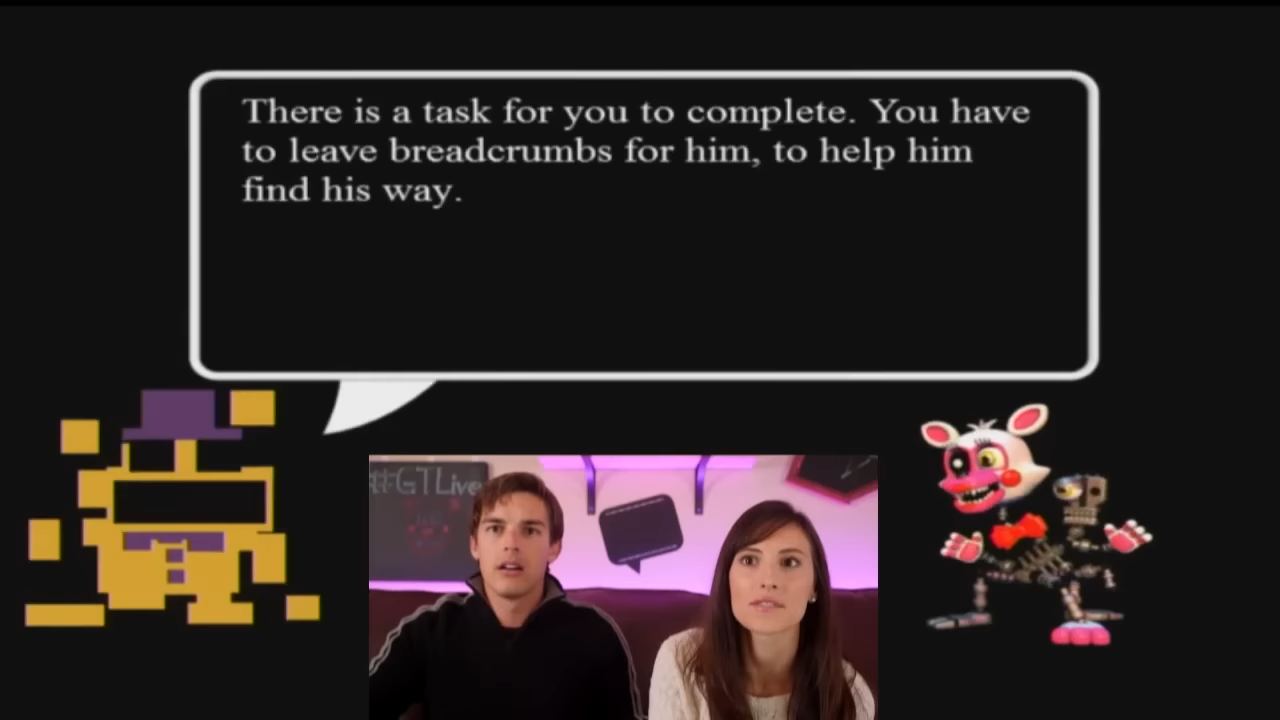 There is a task for you to complete. You have
to leave breadcrumbs for him, to help him
find his way.
#GTLive